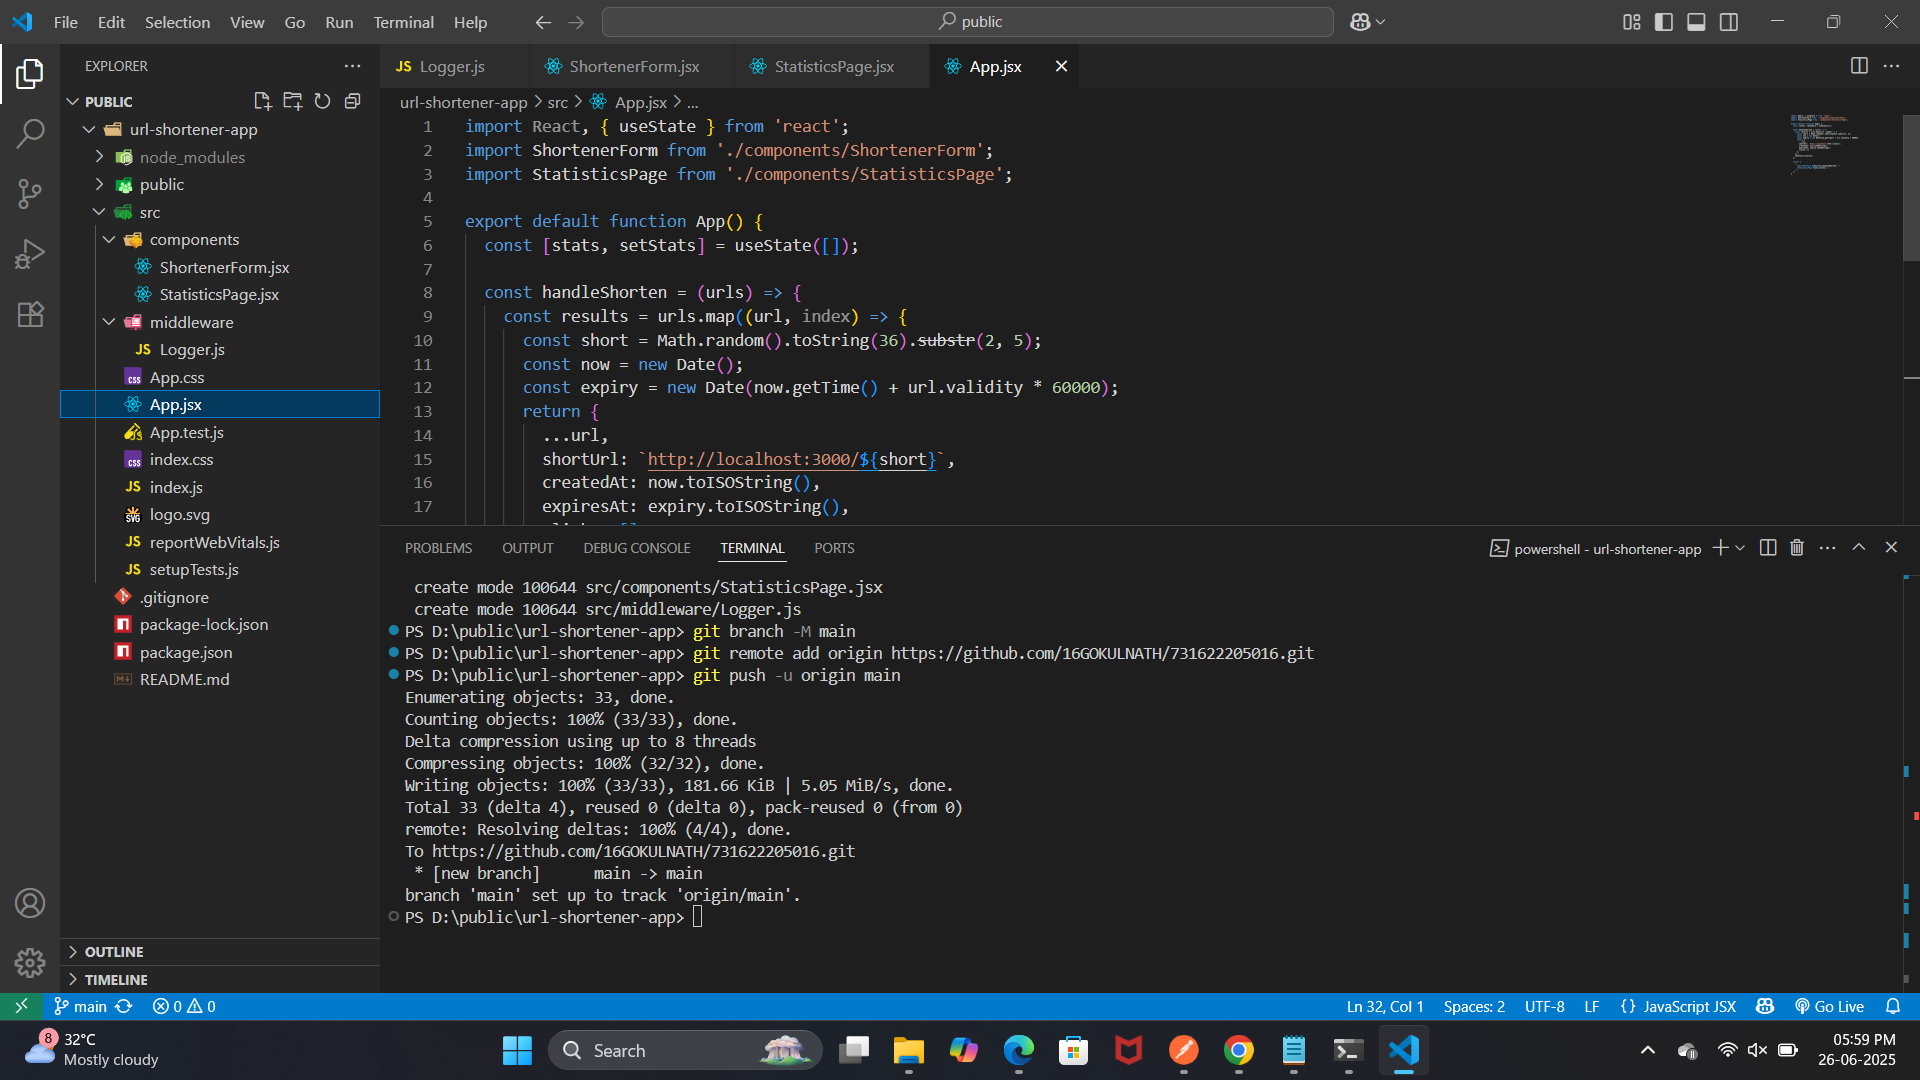 File Edit Selection View Go Run Terminal Help
public
EXPLORER
PUBLIC
url-shortener-app
node_modules
public
src
components
ShortenerForm.jsx
StatisticsPage.jsx
middleware
JS Logger.js
css App.css
App.jsx
App.test.js
css index.css
JS index.js
SVG logo.svg
JS reportWebVitals.js
JS setupTests.js
.gitignore
package-lock.json
package.json
README.md
OUTLINE
TIMELINE
JS Logger.js ShortenerForm.jsx StatisticsPage.jsx App.jsx
url-shortener-app > src > App.jsx > ...
1 import React, { useState } from 'react';
2 import ShortenerForm from './components/ShortenerForm';
3 import StatisticsPage from './components/StatisticsPage';
4
5 export default function App() {
6 const [stats, setStats] = useState([]);
7
8 const handleShorten = (urls) => {
9 const results = urls.map((url, index) => {
10 const short = Math.random().toString(36).substr(2, 5);
11 const now = new Date();
12 const expiry = new Date(now.getTime() + url.validity * 60000);
13 return {
14 ...url,
15 shortUrl: `http://localhost:3000/${short}`,
16 createdAt: now.toISOString(),
17 expiresAt: expiry.toISOString(),
PROBLEMS OUTPUT DEBUG CONSOLE TERMINAL PORTS
powershell - url-shortener-app
create mode 100644 src/components/StatisticsPage.jsx
create mode 100644 src/middleware/Logger.js
PS D:\public\url-shortener-app> git branch -M main
PS D:\public\url-shortener-app> git remote add origin https://github.com/16GOKULNATH/731622205016.git
PS D:\public\url-shortener-app> git push -u origin main
Enumerating objects: 33, done.
Counting objects: 100% (33/33), done.
Delta compression using up to 8 threads
Compressing objects: 100% (32/32), done.
Writing objects: 100% (33/33), 181.66 KiB | 5.05 MiB/s, done.
Total 33 (delta 4), reused 0 (delta 0), pack-reused 0 (from 0)
remote: Resolving deltas: 100% (4/4), done.
To https://github.com/16GOKULNATH/731622205016.git
* [new branch] main -> main
branch 'main' set up to track 'origin/main'.
PS D:\public\url-shortener-app>
main 0 0
Ln 32, Col 1 Spaces: 2 UTF-8 LF {} JavaScript JSX Go Live
8 32°C
Mostly cloudy
Search
05:59 PM
26-06-2025